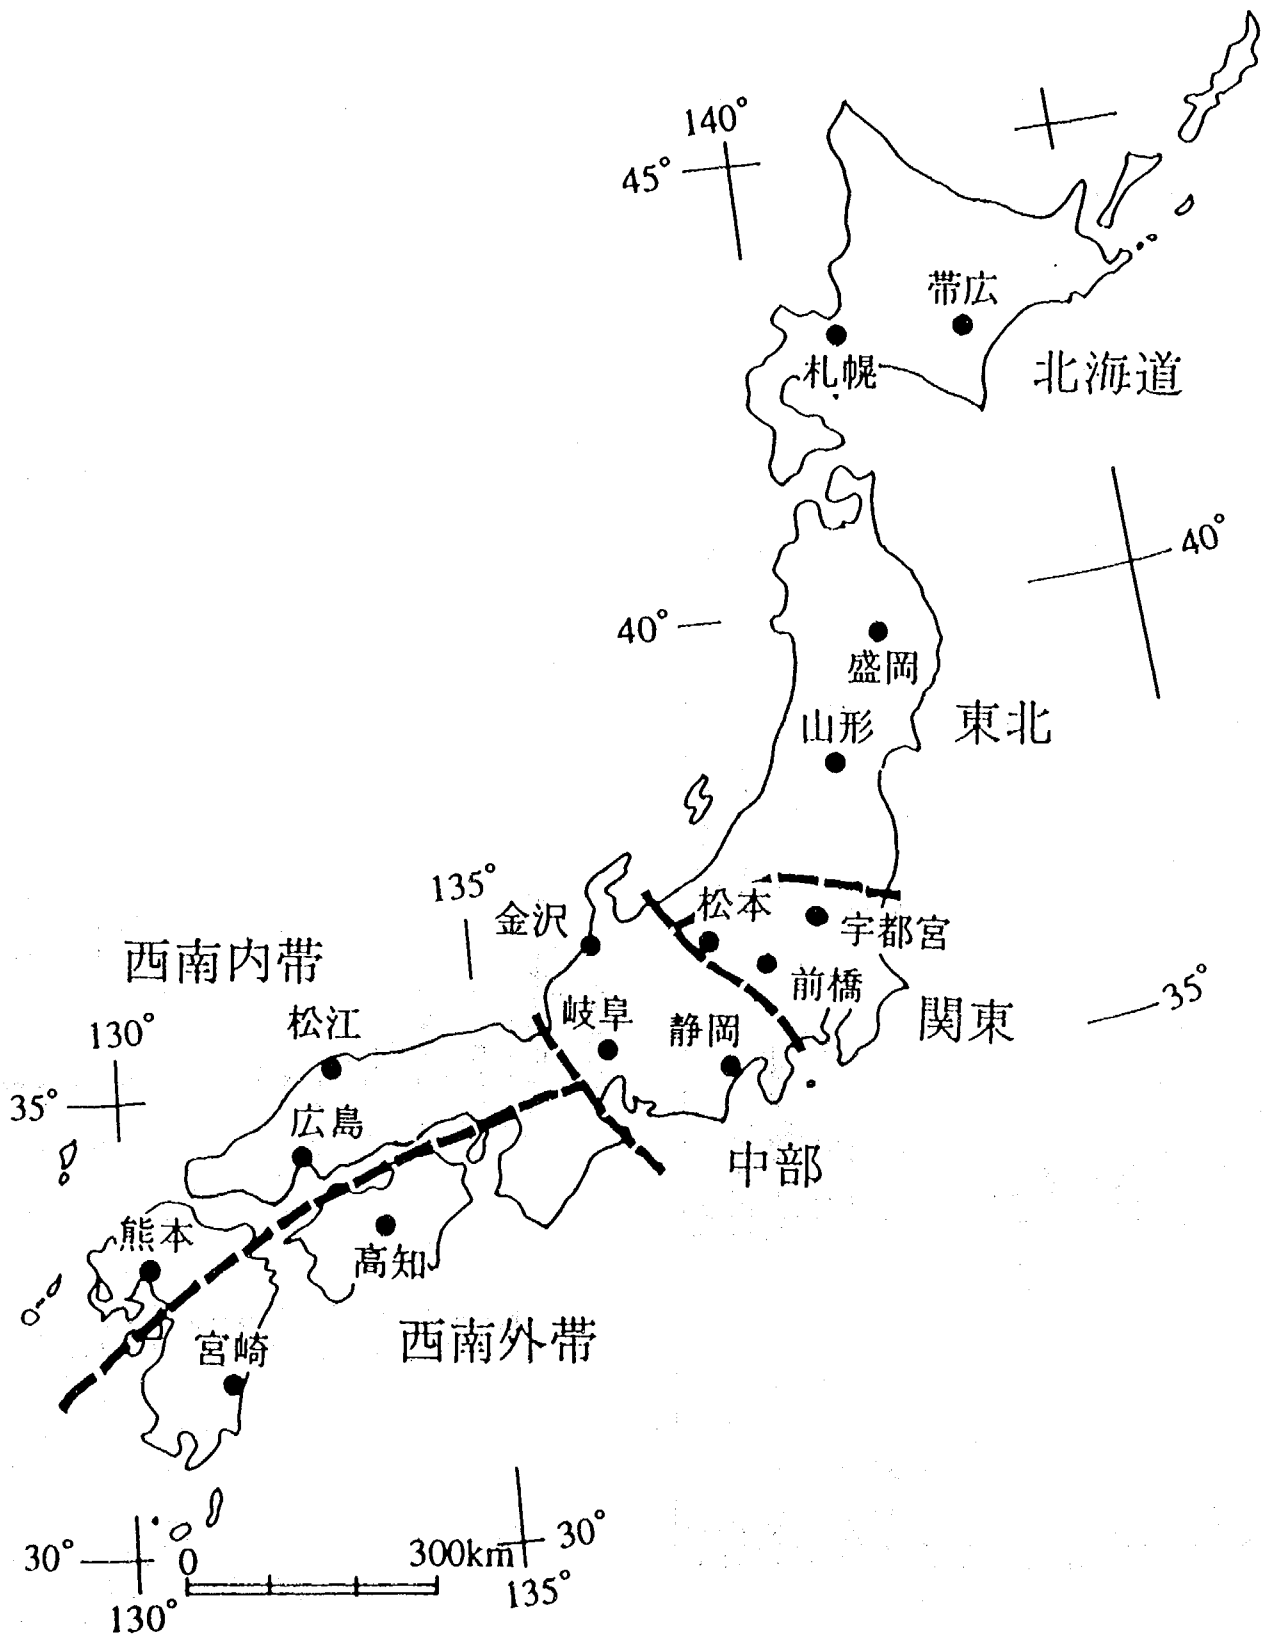 140°
45°
帯広
札幌
北海道
40°
40°
盛岡
山形
東北
135°
金沢
松本
宇都宮
西南内帯
前橋
35°
岐阜
静岡
関東
松江
130°
35°
広島
中部
熊本
高知
宮崎
西南外帯
30°
30°
0
300km
135°
130°